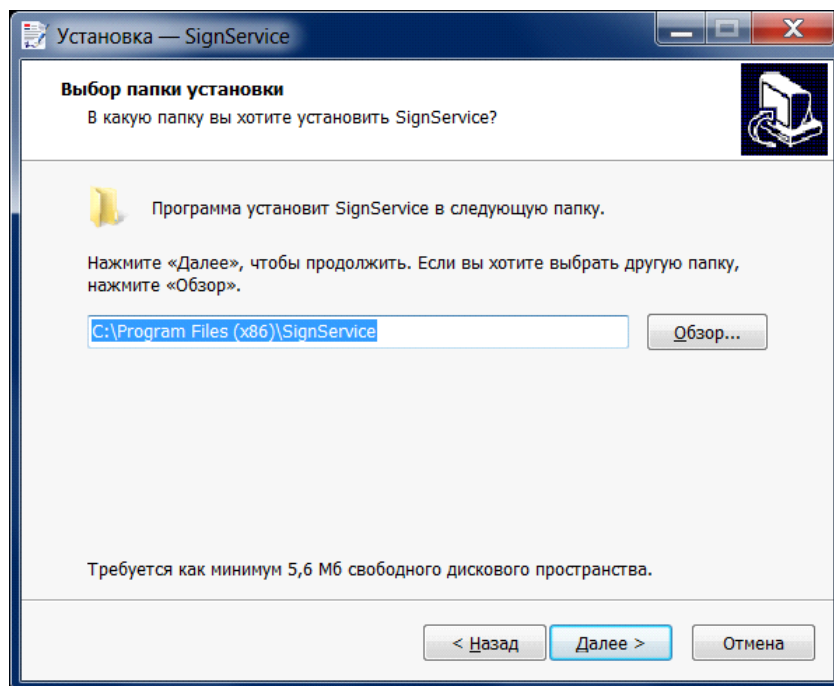 Установка — SignService
Выбор папки установки
В какую папку вы хотите установить SignService?
Программа установит SignService в следующую папку.
Нажмите «Далее», чтобы продолжить. Если вы хотите выбрать другую папку,
нажмите «Обзор».
C:\Program Files (x86)\SignService
Обзор...
Требуется как минимум 5,6 Мб свободного дискового пространства.
< Назад
Далее >
Отмена